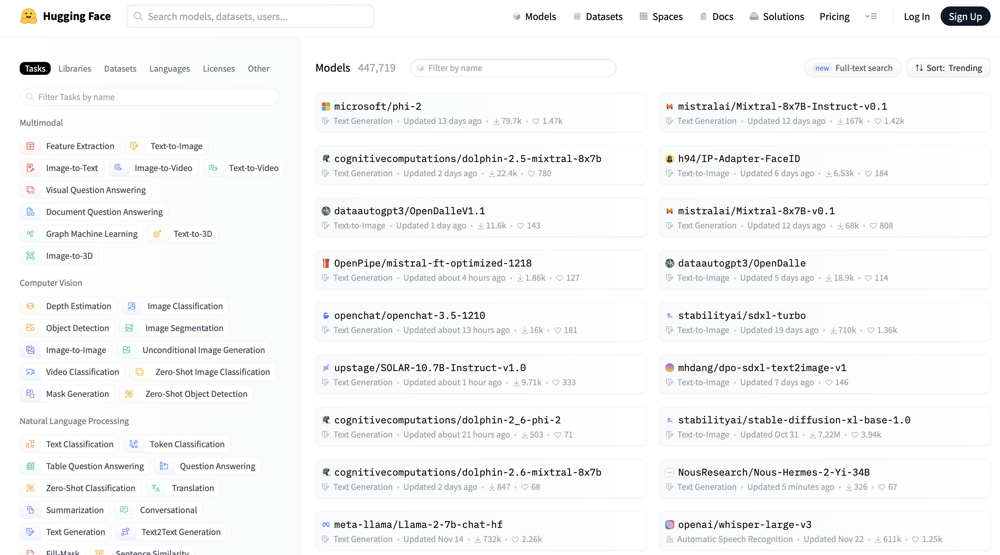 Hugging Face
Search models, datasets, users...
Models
Datasets
Spaces
Docs
Solutions
Pricing
Log In
Sign Up
Tasks
Libraries
Datasets
Languages
Licenses
Other
Filter Tasks by name
Multimodal
Feature Extraction
Text-to-Image
Image-to-Text
Image-to-Video
Text-to-Video
Visual Question Answering
Document Question Answering
Graph Machine Learning
Text-to-3D
Image-to-3D
Computer Vision
Depth Estimation
Image Classification
Object Detection
Image Segmentation
Image-to-Image
Unconditional Image Generation
Video Classification
Zero-Shot Image Classification
Mask Generation
Zero-Shot Object Detection
Natural Language Processing
Text Classification
Token Classification
Table Question Answering
Question Answering
Zero-Shot Classification
Translation
Summarization
Conversational
Text Generation
Text2Text Generation
Fill-Mask
Sentence Similarity
Models 447,719
Filter by name
new Full-text search
Sort: Trending
microsoft/phi-2
Text Generation • Updated 13 days ago • 79.7k • 1.47k
mistralai/Mixtral-8x7B-Instruct-v0.1
Text Generation • Updated 12 days ago • 167k • 1.42k
cognitivecomputations/dolphin-2.5-mixtral-8x7b
Text Generation • Updated 2 days ago • 22.4k • 780
h94/IP-Adapter-FaceID
Text-to-Image • Updated 6 days ago • 6.53k • 184
dataautogpt3/OpenDalleV1.1
Text-to-Image • Updated 1 day ago • 11.6k • 143
mistralai/Mixtral-8x7B-v0.1
Text Generation • Updated 12 days ago • 68k • 808
OpenPipe/mistral-ft-optimized-1218
Text Generation • Updated about 4 hours ago • 1.86k • 127
dataautogpt3/OpenDalle
Text-to-Image • Updated 5 days ago • 18.9k • 114
openchat/openchat-3.5-1210
Text Generation • Updated about 13 hours ago • 16k • 181
stabilityai/sdxl-turbo
Text-to-Image • Updated 19 days ago • 710k • 1.36k
upstage/SOLAR-10.7B-Instruct-v1.0
Text Generation • Updated about 1 hour ago • 9.71k • 333
mhdang/dpo-sdxl-text2image-v1
Text-to-Image • Updated 7 days ago • 146
cognitivecomputations/dolphin-2_6-phi-2
Text Generation • Updated about 21 hours ago • 503 • 71
stabilityai/stable-diffusion-xl-base-1.0
Text-to-Image • Updated Oct 31 • 7.22M • 3.94k
cognitivecomputations/dolphin-2.6-mixtral-8x7b
Text Generation • Updated 2 days ago • 847 • 68
NousResearch/Nous-Hermes-2-Yi-34B
Text Generation • Updated 5 minutes ago • 326 • 67
meta-llama/Llama-2-7b-chat-hf
Text Generation • Updated Nov 14 • 732k • 2.26k
openai/whisper-large-v3
Automatic Speech Recognition • Updated Nov 22 • 611k • 1.25k